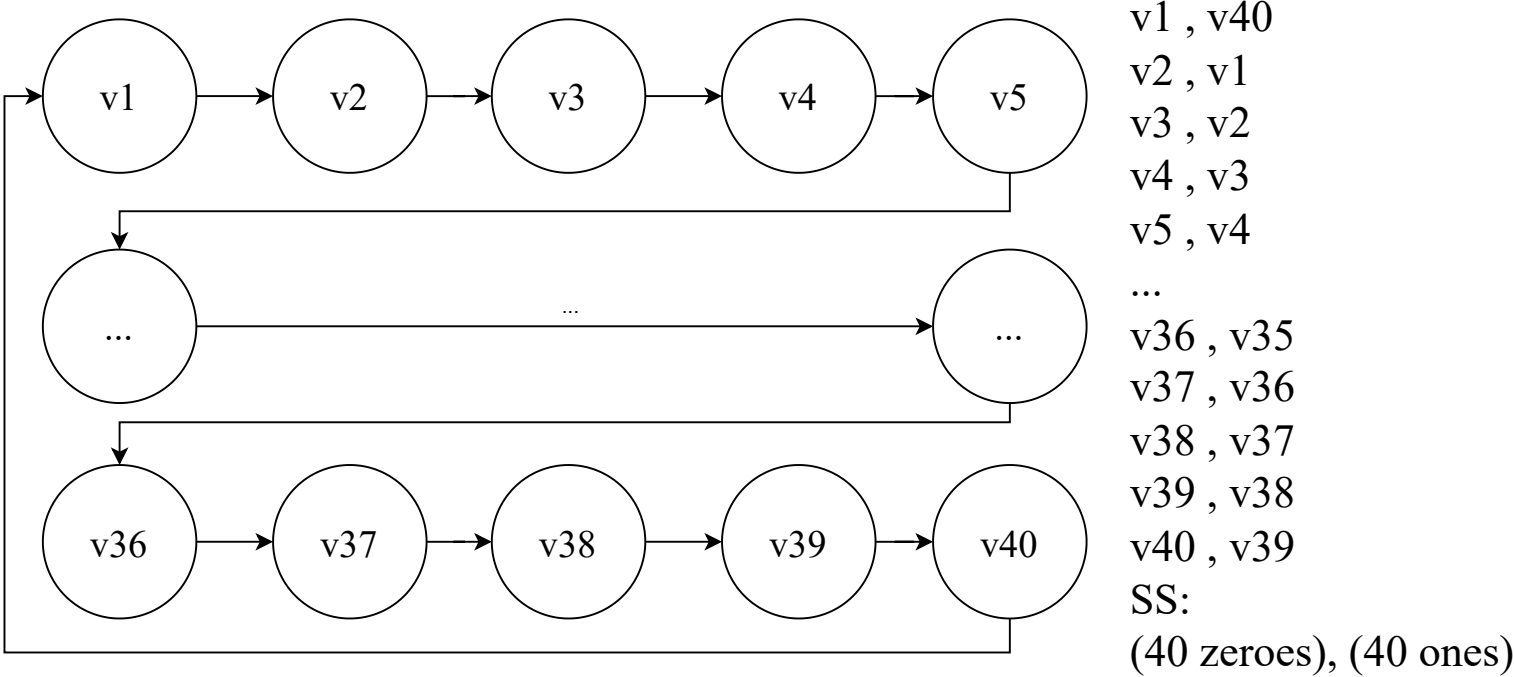 v1
v2
v3
v4
v5
...
...
...
v36
v37
v38
v39
v40
v1 , v40
v2 , v1
v3 , v2
v4 , v3
v5 , v4
...
v36 , v35
v37 , v36
v38 , v37
v39 , v38
v40 , v39
SS:
(40 zeroes), (40 ones)